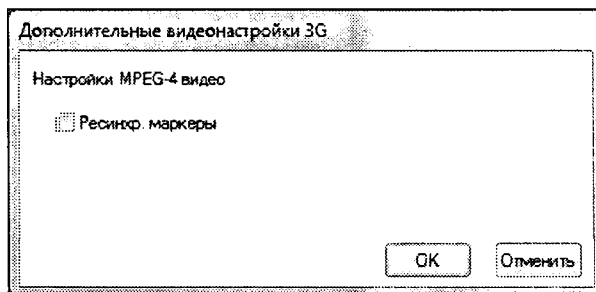 Дополнительные видеонастройки 3G
Настройки MPEG-4 видео
Ресинхр. маркеры
OK
Отменить